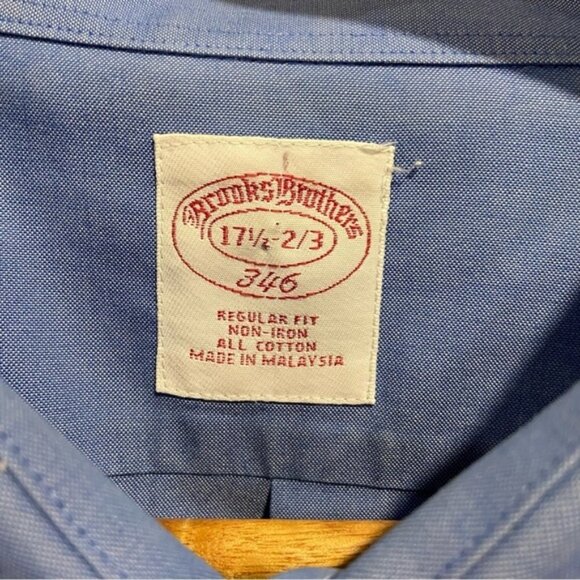 Brooks Brothers
17½-2/3
346
REGULAR FIT
NON-IRON
ALL COTTON
MADE IN MALAYSIA